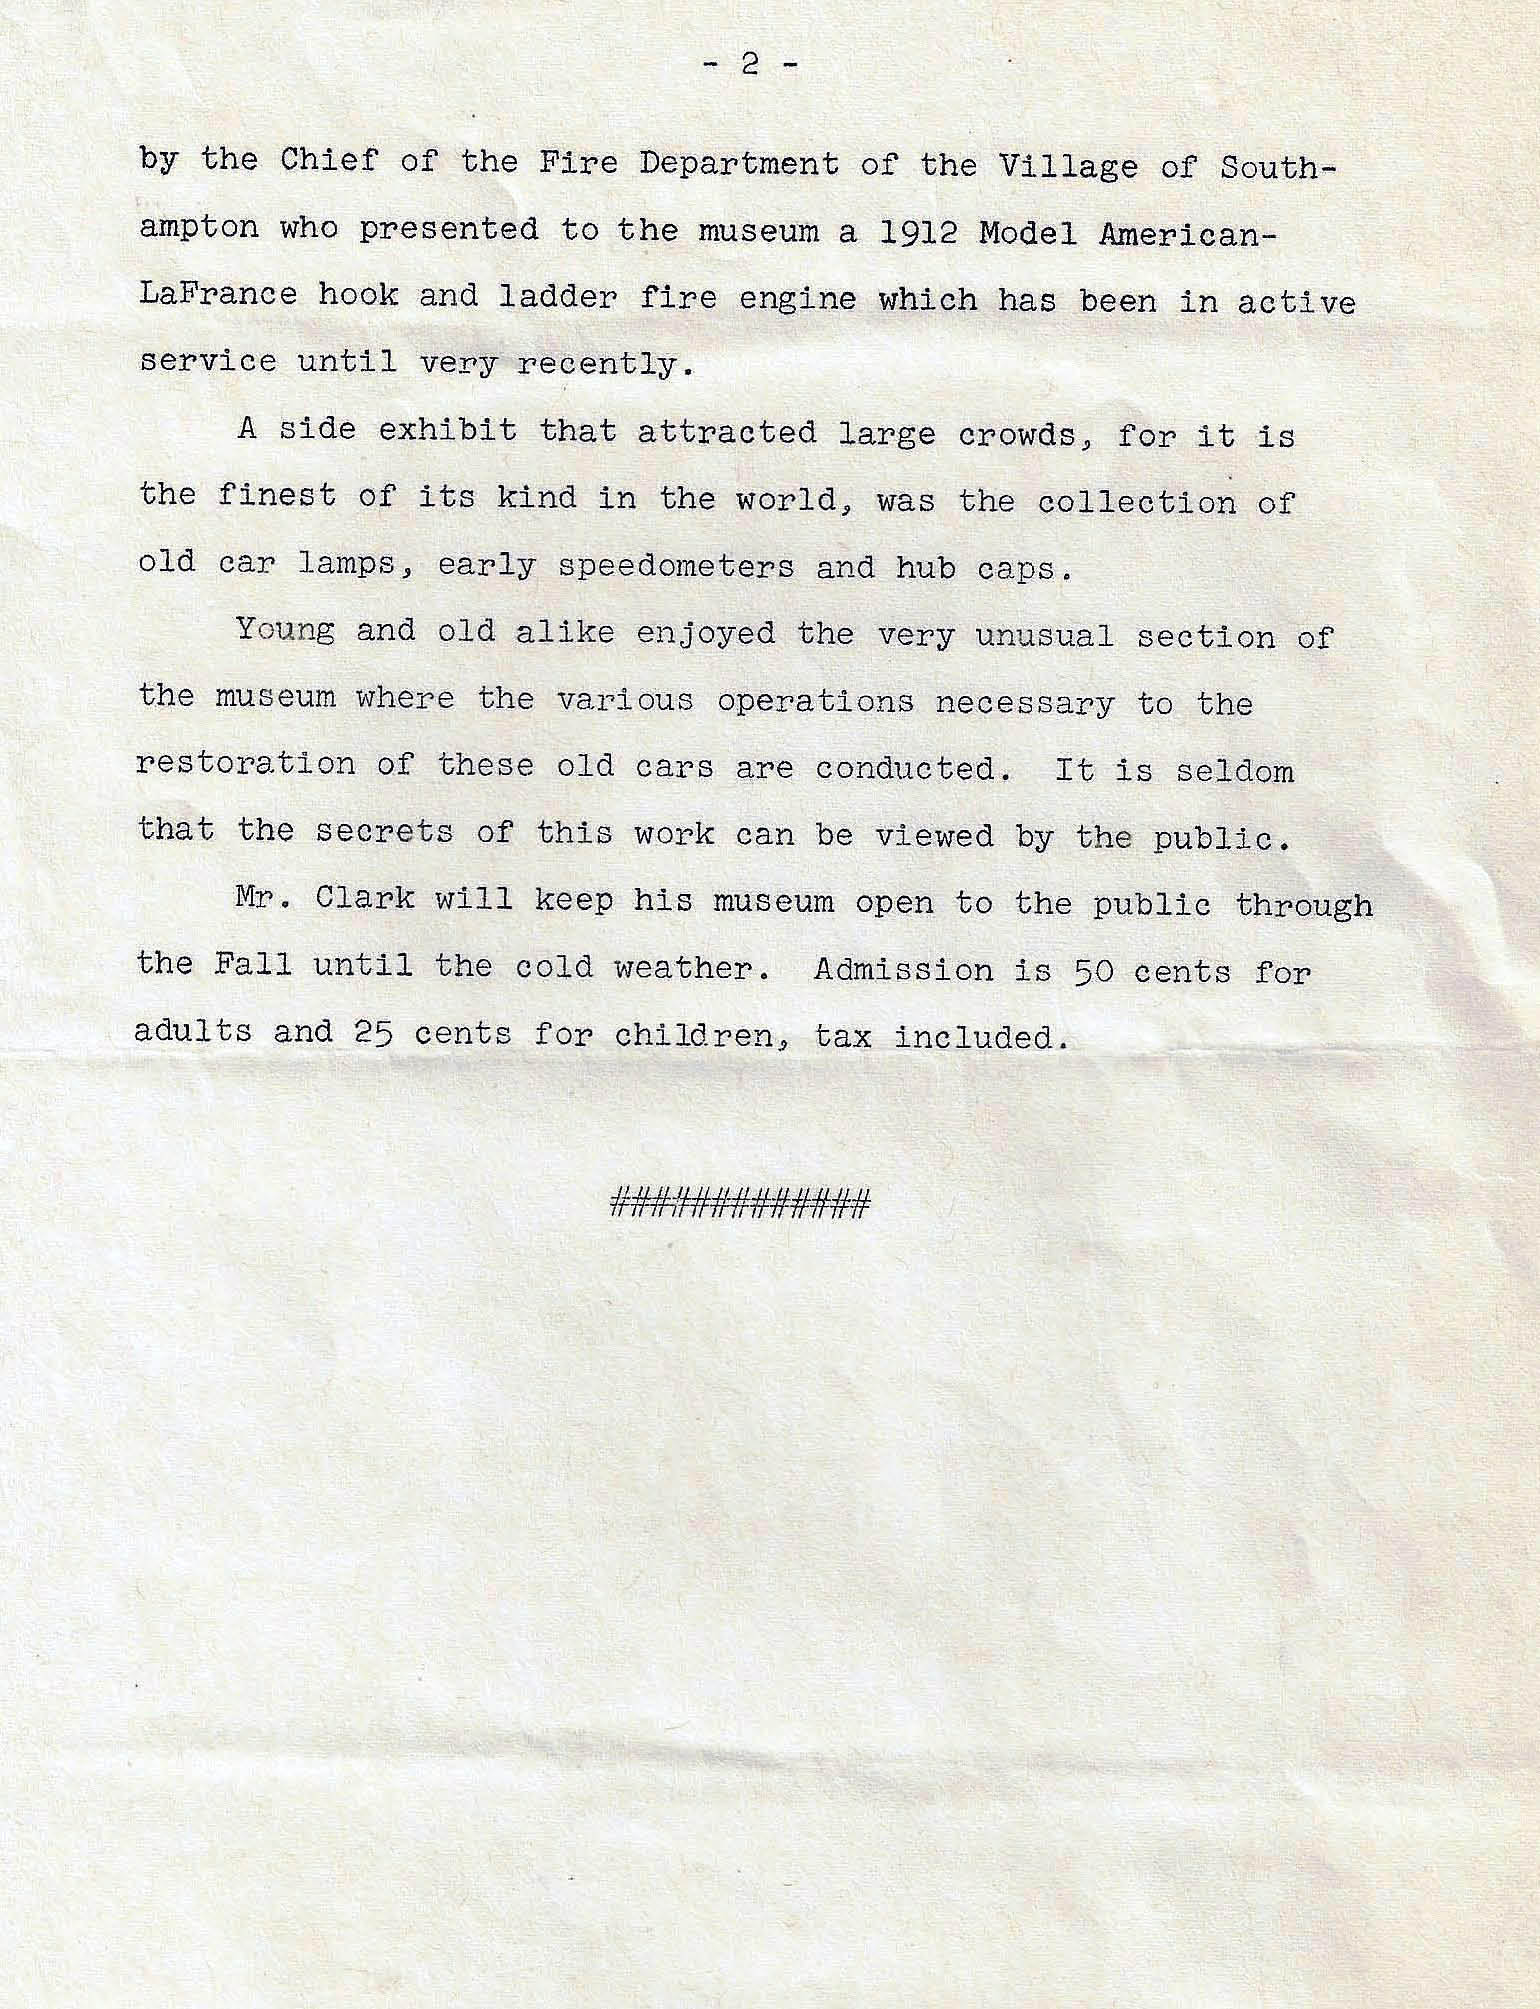 - 2 -
by the Chief of the Fire Department of the Village of South-
ampton who presented to the museum a 1912 Model American-
LaFrance hook and ladder fire engine which has been in active
service until very recently.
A side exhibit that attracted large crowds, for it is
the finest of its kind in the world, was the collection of
old car lamps, early speedometers and hub caps.
Young and old alike enjoyed the very unusual section of
the museum where the various operations necessary to the
restoration of these old cars are conducted. It is seldom
that the secrets of this work can be viewed by the public.
Mr. Clark will keep his museum open to the public through
the Fall until the cold weather. Admission is 50 cents for
adults and 25 cents for children, tax included.
#############